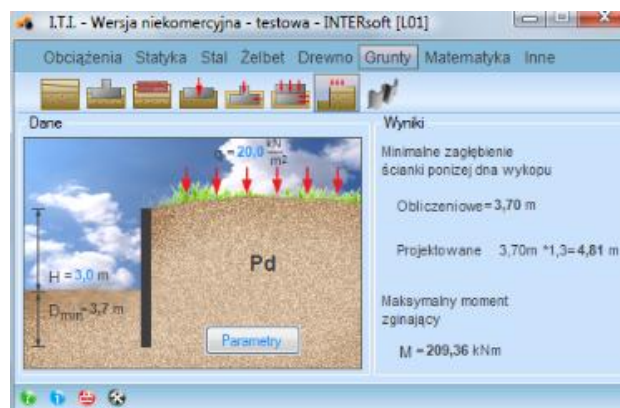 I.T.I. - Wersja niekomercyjna - testowa - INTERsoft [L01]
Obciążenia Statyka Stal Żelbet Drewno Grunty Matematyka Inne
Dane
q = 20,0 kN/m²
H = 3,0 m
Pd
Dmin = 3,7 m
Parametry
Wyniki
Minimalne zagłębienie
ścianki ponizej dna wykopu
Obliczeniowe = 3,70 m
Projektowane 3,70m *1,3= 4,81 m
Maksymalny moment
zginający
M = 209,36 kNm